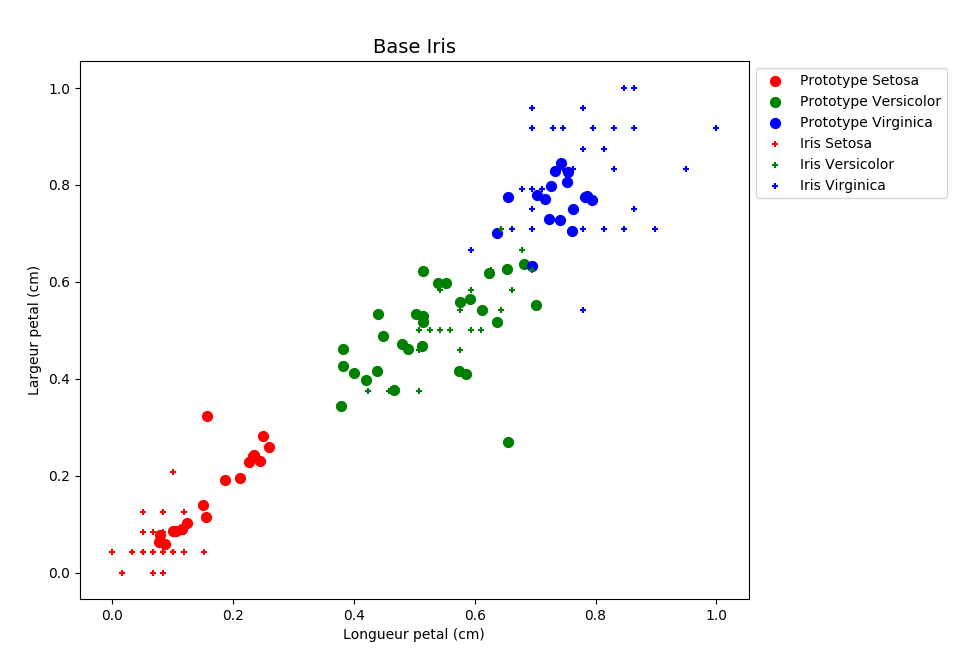 Base Iris
Prototype Setosa
Prototype Versicolor
Prototype Virginica
Iris Setosa
Iris Versicolor
Iris Virginica
Largeur petal (cm)
1.0
0.8
0.6
0.4
0.2
0.0
0.0 0.2 0.4 0.6 0.8 1.0
Longueur petal (cm)